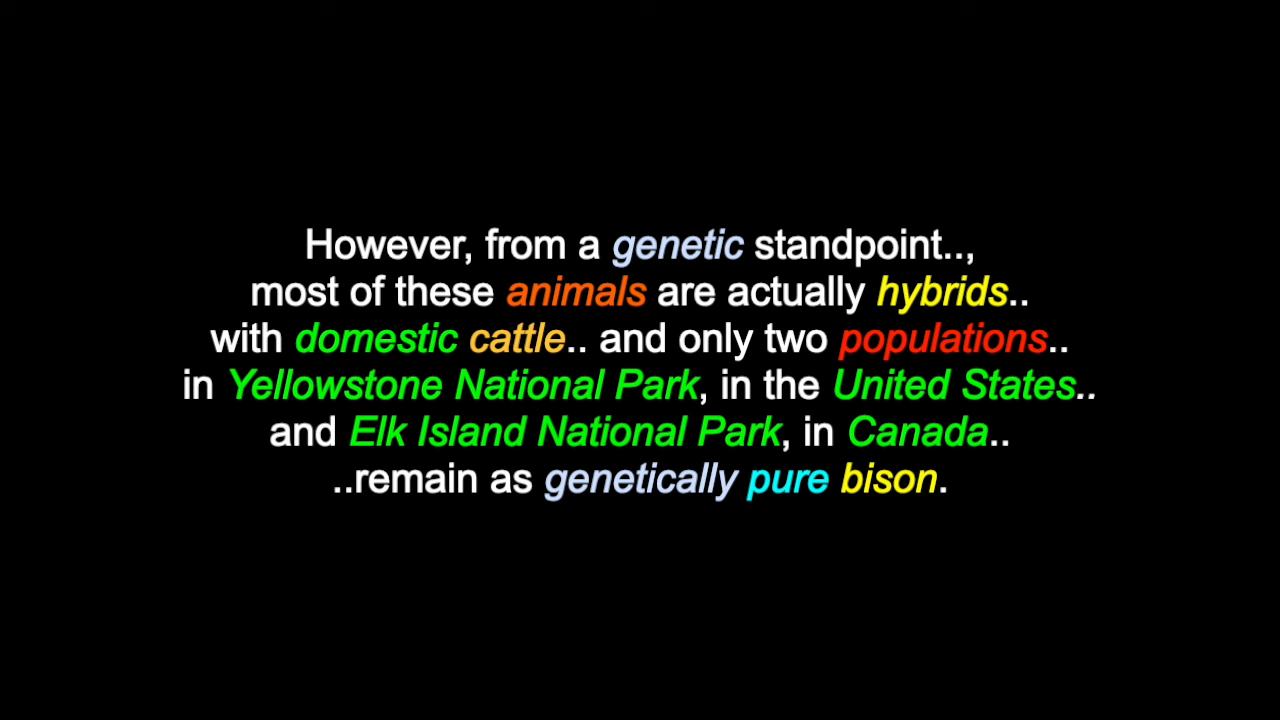 However, from a genetic standpoint..,
most of these animals are actually hybrids..
with domestic cattle.. and only two populations..
in Yellowstone National Park, in the United States..
and Elk Island National Park, in Canada..
..remain as genetically pure bison.